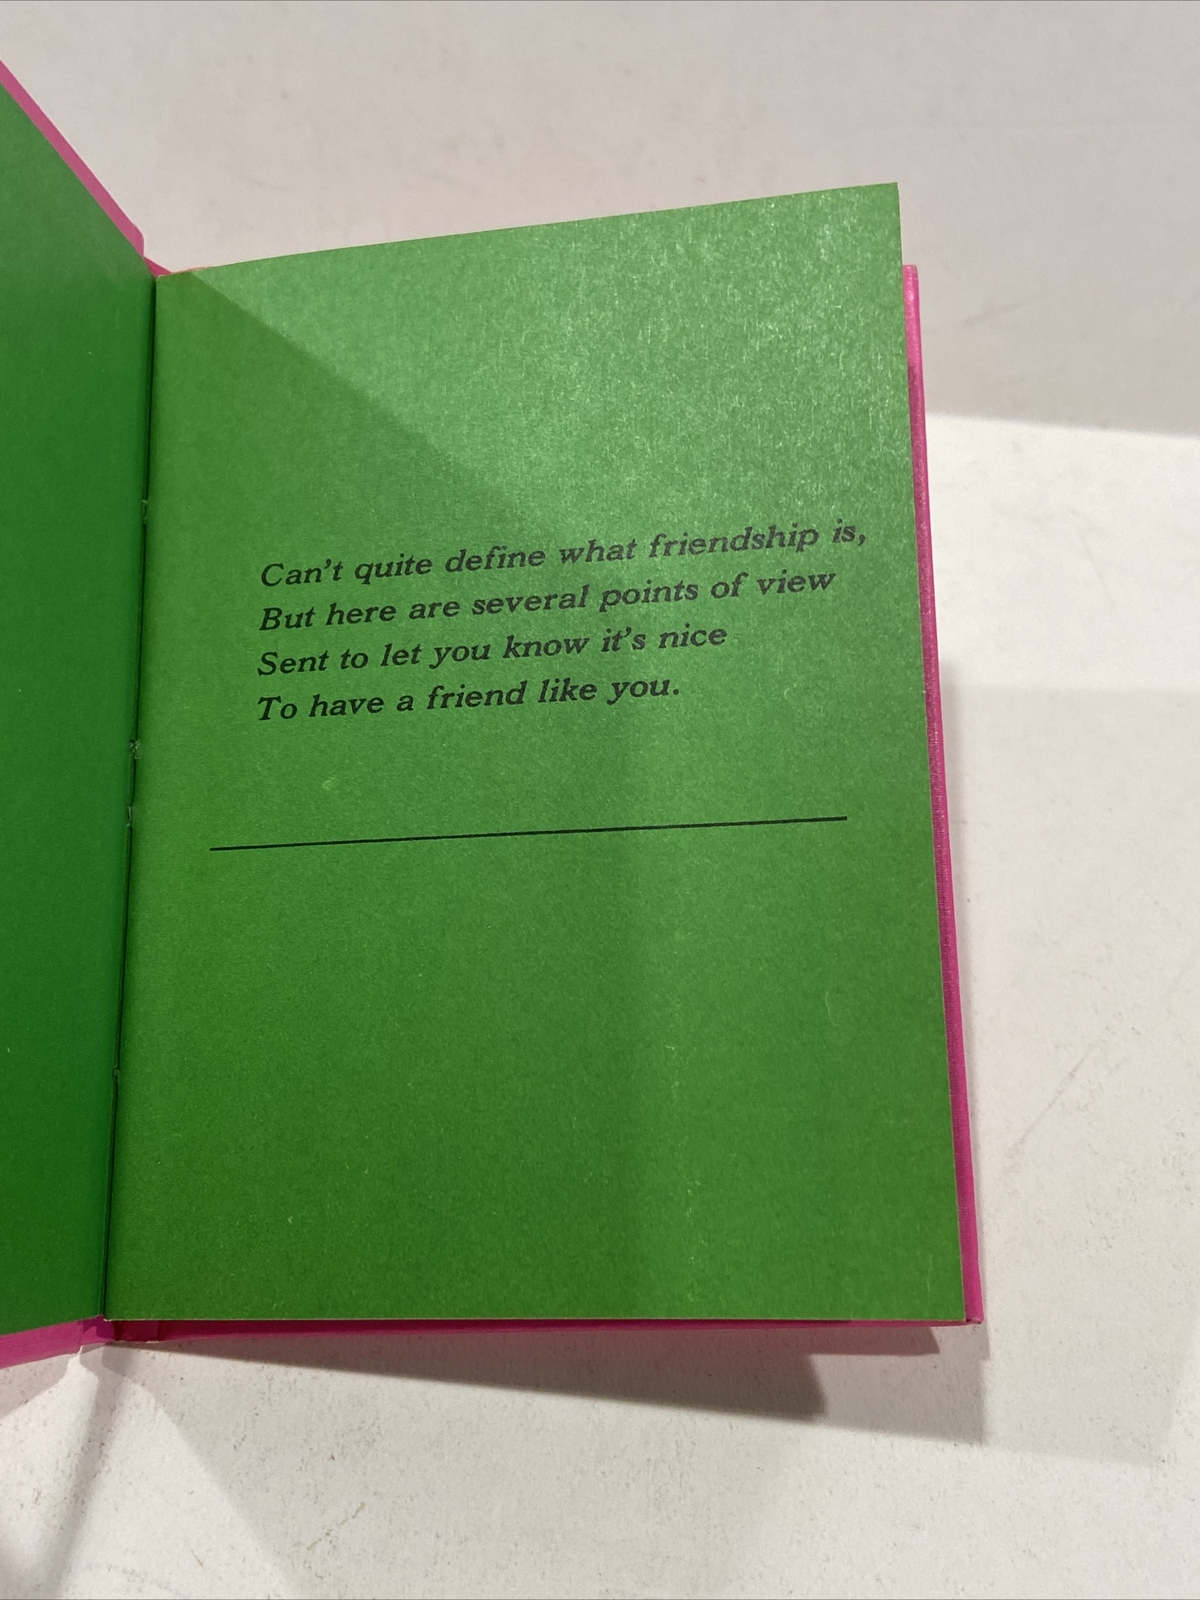 Can't quite define what friendship is,
But here are several points of view
Sent to let you know it's nice
To have a friend like you.